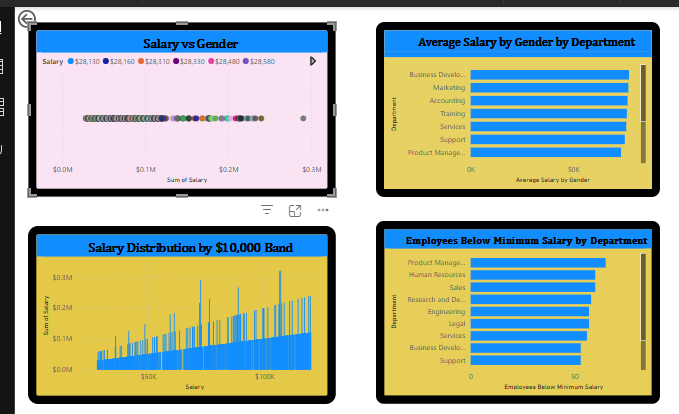 Salary vs Gender
Salary $28,130 $28,160 $28,310 $28,330 $28,480 $28,580
$0.0M $0.1M $0.2M $0.3M
Sum of Salary
Average Salary by Gender by Department
Department
Business Develo...
Marketing
Accounting
Training
Services
Support
Product Manage...
0K 50K
Average Salary by Gender
Salary Distribution by $10,000 Band
Sum of Salary
$0.3M
$0.2M
$0.1M
$0.0M
$50K $100K
Salary
Employees Below Minimum Salary by Department
Department
Product Manage...
Human Resources
Sales
Research and De...
Engineering
Legal
Services
Business Develo...
Support
0 50
Employees Below Minimum Salary